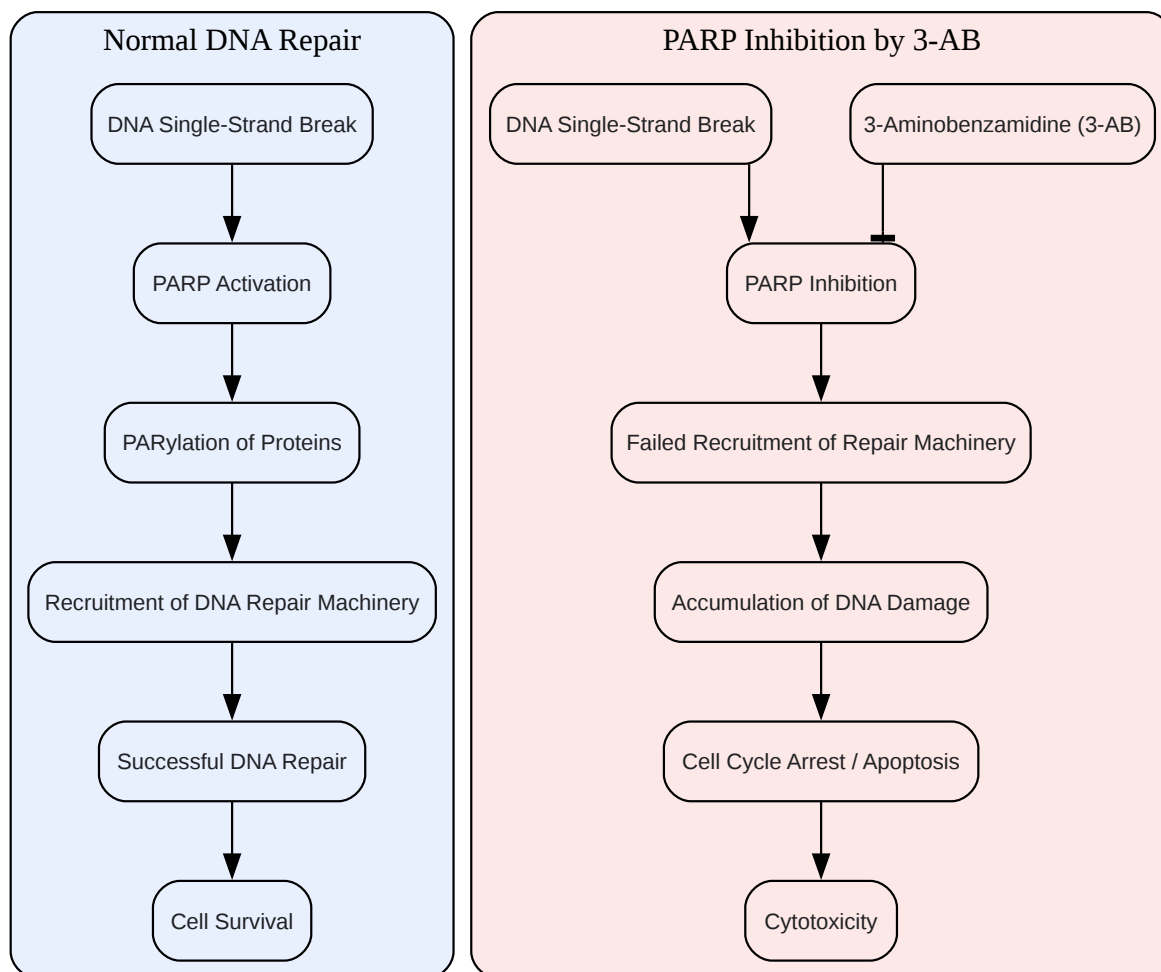 Normal DNA Repair
DNA Single-Strand Break
PARP Activation
PARylation of Proteins
Recruitment of DNA Repair Machinery
Successful DNA Repair
Cell Survival
PARP Inhibition by 3-AB
DNA Single-Strand Break
3-Aminobenzamidine (3-AB)
PARP Inhibition
Failed Recruitment of Repair Machinery
Accumulation of DNA Damage
Cell Cycle Arrest / Apoptosis
Cytotoxicity